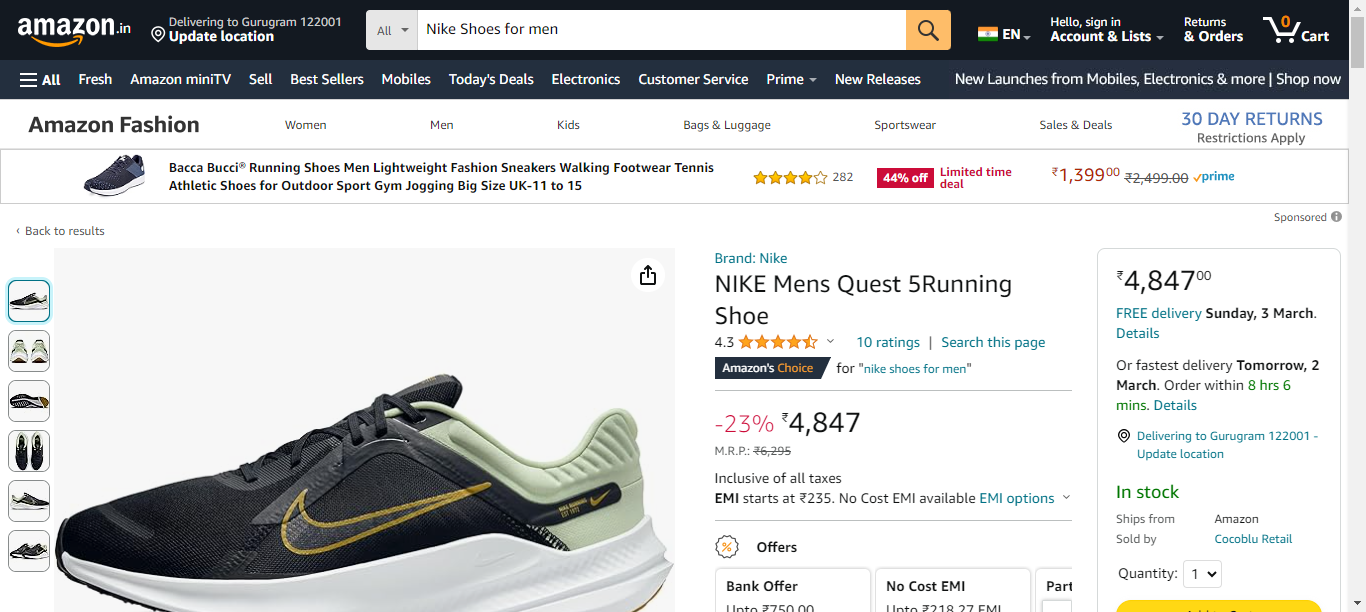 amazon.in
Delivering to Gurugram 122001
Update location
All
Nike Shoes for men
EN
Hello, sign in
Account & Lists
Returns
& Orders
0
Cart
All
Fresh
Amazon miniTV
Sell
Best Sellers
Mobiles
Today's Deals
Electronics
Customer Service
Prime
New Releases
New Launches from Mobiles, Electronics & more | Shop now
Amazon Fashion
Women
Men
Kids
Bags & Luggage
Sportswear
Sales & Deals
30 DAY RETURNS
Restrictions Apply
Bacca Bucci® Running Shoes Men Lightweight Fashion Sneakers Walking Footwear Tennis
Athletic Shoes for Outdoor Sport Gym Jogging Big Size UK-11 to 15
282
44% off
Limited time
deal
₹1,39900
₹2,499.00
prime
Sponsored
‹ Back to results
NIKE RUNNING
EST 1972
Brand: Nike
NIKE Mens Quest 5Running
Shoe
4.3
10 ratings | Search this page
Amazon's Choice
for "nike shoes for men"
-23% ₹4,847
M.R.P.: ₹6,295
Inclusive of all taxes
EMI starts at ₹235. No Cost EMI available EMI options
%
Offers
Bank Offer
Upto ₹750.00
No Cost EMI
Upto ₹218.27 EMI
Part
₹4,84700
FREE delivery Sunday, 3 March.
Details
Or fastest delivery Tomorrow, 2
March. Order within 8 hrs 6
mins. Details
Delivering to Gurugram 122001 -
Update location
In stock
Ships from
Amazon
Sold by
Cocoblu Retail
Quantity:
1